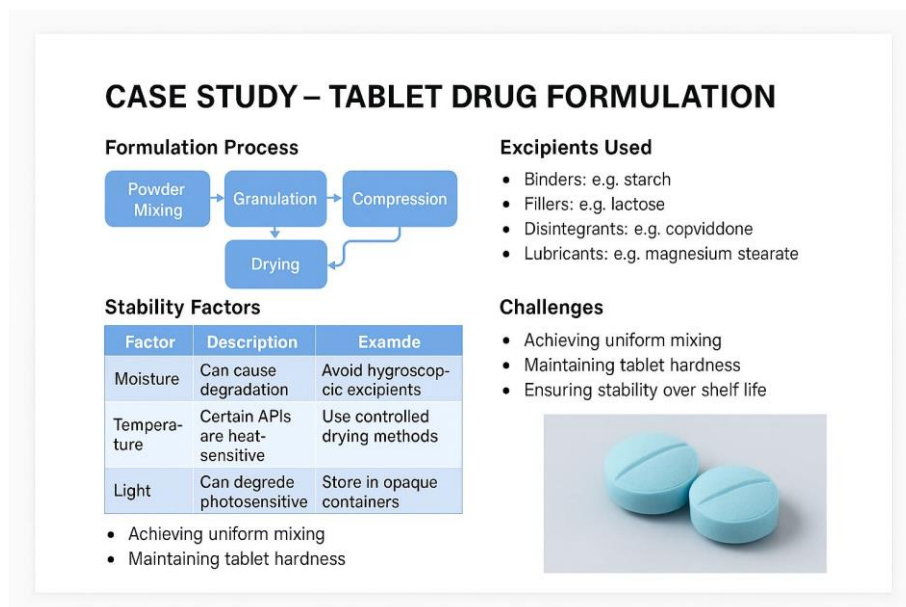 CASE STUDY – TABLET DRUG FORMULATION
Formulation Process
Powder
Mixing
Granulation
Compression
Drying
Stability Factors
Factor Description Examde
Moisture
Can cause
degradation
Avoid hygroscop-
cic excipients
Tempera-
ture
Certain APIs
are heat-
sensitive
Use controlled
drying methods
Light
Can degrede
photosensitive
Store in opaque
containers
• Achieving uniform mixing
• Maintaining tablet hardness
Excipients Used
• Binders: e.g. starch
• Fillers: e.g. lactose
• Disintegrants: e.g. copviddone
• Lubricants: e.g. magnesium stearate
Challenges
• Achieving uniform mixing
• Maintaining tablet hardness
• Ensuring stability over shelf life